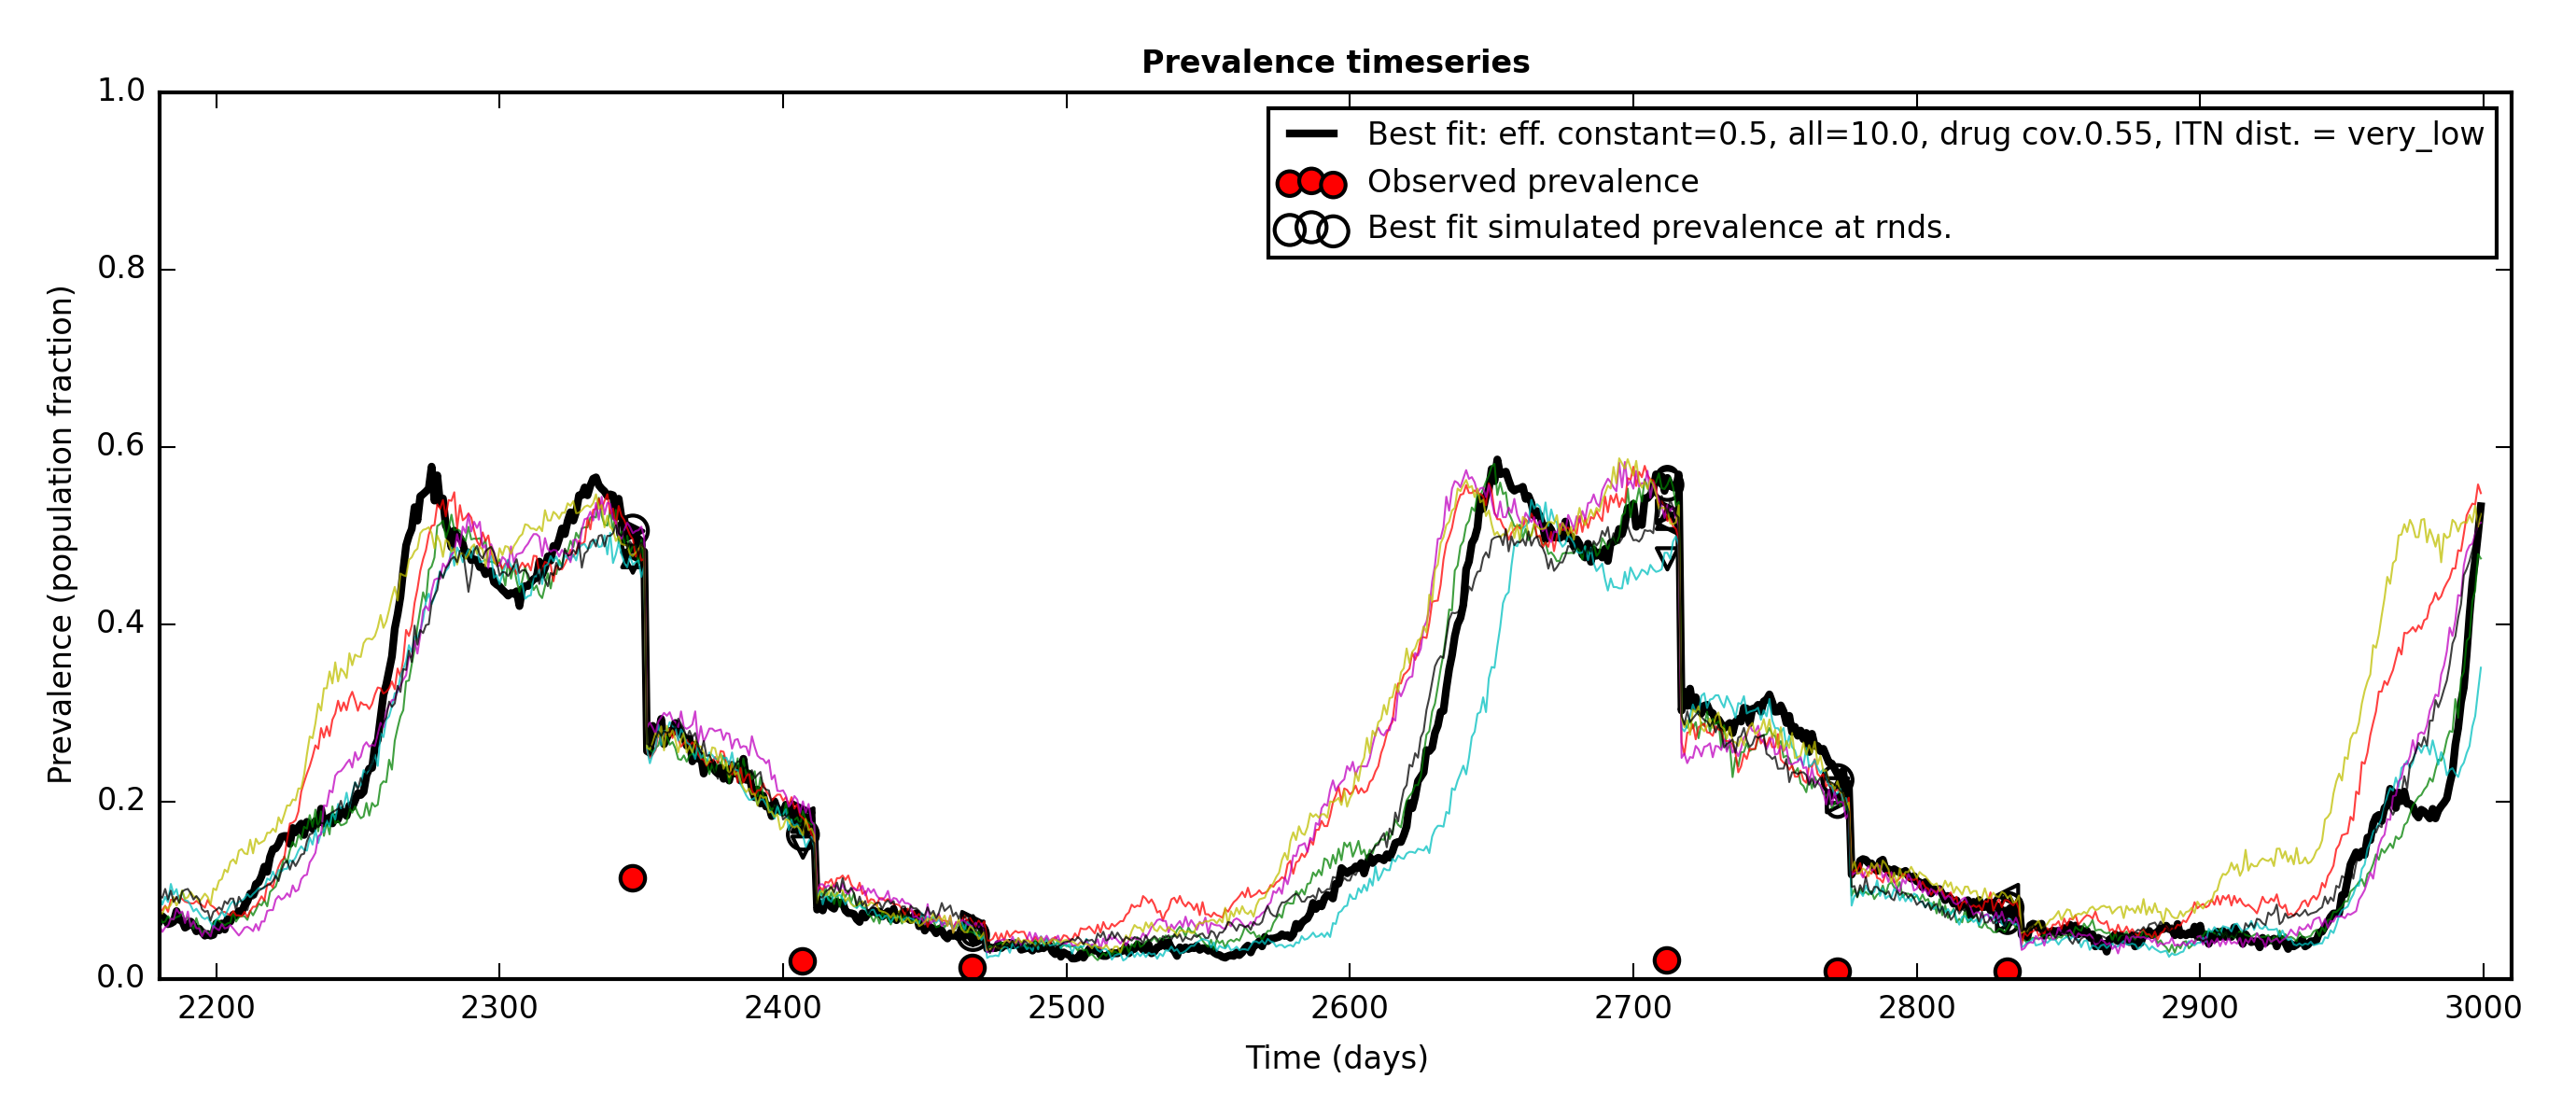 Prevalence timeseries
Best fit: eff. constant=0.5, all=10.0, drug cov.0.55, ITN dist. = very_low
Observed prevalence
Best fit simulated prevalence at rnds.
Prevalence (population fraction)
1.0
0.8
0.6
0.4
0.2
0.0
2200 2300 2400 2500 2600 2700 2800 2900 3000
Time (days)